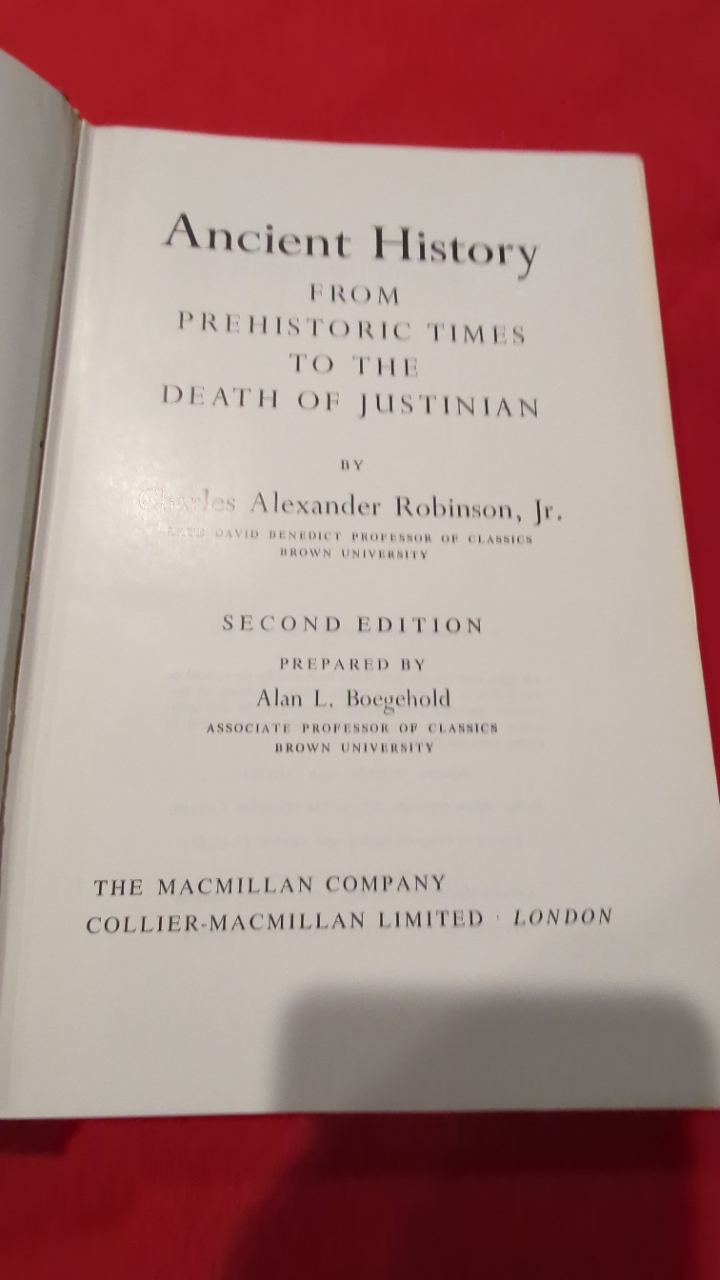 Ancient History
FROM
PREHISTORIC TIMES
TO THE
DEATH OF JUSTINIAN
BY
Charles Alexander Robinson, Jr.
LATE DAVID BENEDICT PROFESSOR OF CLASSICS
BROWN UNIVERSITY
SECOND EDITION
PREPARED BY
Alan L. Boegehold
ASSOCIATE PROFESSOR OF CLASSICS
BROWN UNIVERSITY
THE MACMILLAN COMPANY
COLLIER-MACMILLAN LIMITED · LONDON